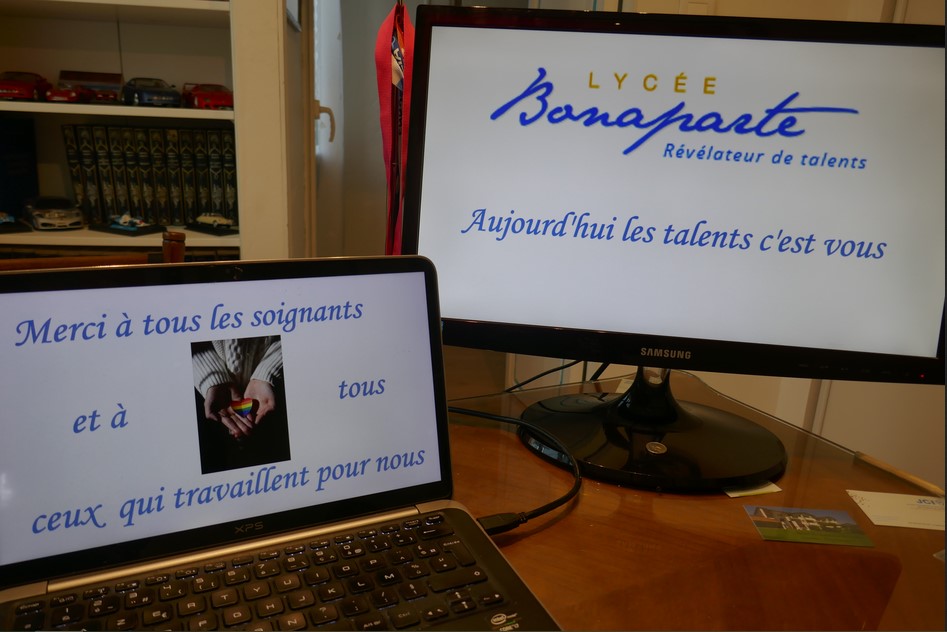 LYCÉE
Bonaparte
Révélateur de talents
Aujourd'hui les talents c'est vous
SAMSUNG
Merci à tous les soignants
et à tous
ceux qui travaillent pour nous
XPS